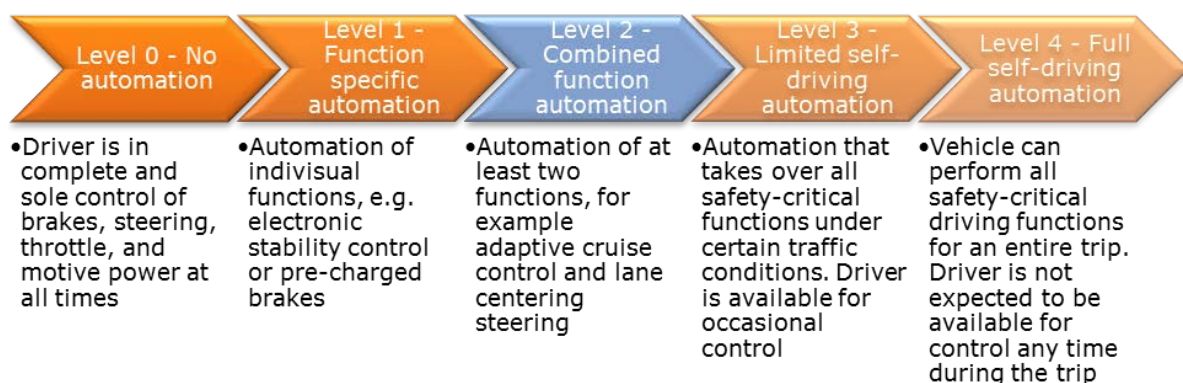 Level 0 - No
automation
Level 1 -
Function
specific
automation
Level 2 -
Combined
function
automation
Level 3 -
Limited self-
driving
automation
Level 4 - Full
self-driving
automation
•Driver is in
complete and
sole control of
brakes, steering,
throttle, and
motive power at
all times
•Automation of
indivisual
functions, e.g.
electronic
stability control
or pre-charged
brakes
•Automation of at
least two
functions, for
example
adaptive cruise
control and lane
centering
steering
•Automation that
takes over all
safety-critical
functions under
certain traffic
conditions. Driver
is available for
occasional
control
•Vehicle can
perform all
safety-critical
driving functions
for an entire trip.
Driver is not
expected to be
available for
control any time
during the trip